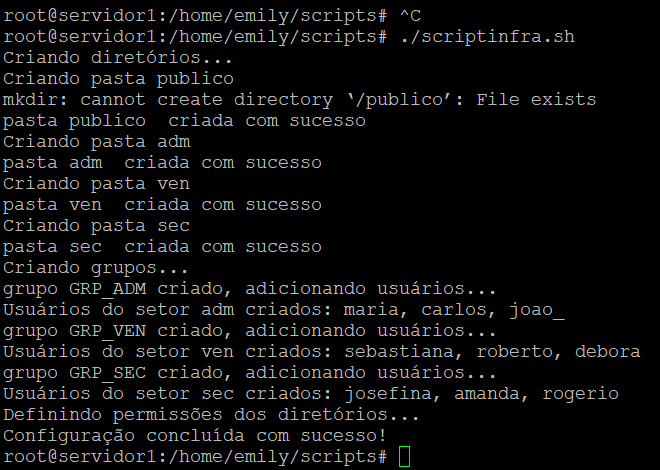 root@servidor1:/home/emily/scripts# ^C
root@servidor1:/home/emily/scripts# ./scriptinfra.sh
Criando diretórios...
Criando pasta publico
mkdir: cannot create directory ‘/publico’: File exists
pasta publico  criada com sucesso
Criando pasta adm
pasta adm  criada com sucesso
Criando pasta ven
pasta ven  criada com sucesso
Criando pasta sec
pasta sec  criada com sucesso
Criando grupos...
grupo GRP_ADM criado, adicionando usuários...
Usuários do setor adm criados: maria, carlos, joao_
grupo GRP_VEN criado, adicionando usuários...
Usuários do setor ven criados: sebastiana, roberto, debora
grupo GRP_SEC criado, adicionando usuários...
Usuários do setor sec criados: josefina, amanda, rogerio
Definindo permissões dos diretórios...
Configuração concluída com sucesso!
root@servidor1:/home/emily/scripts#